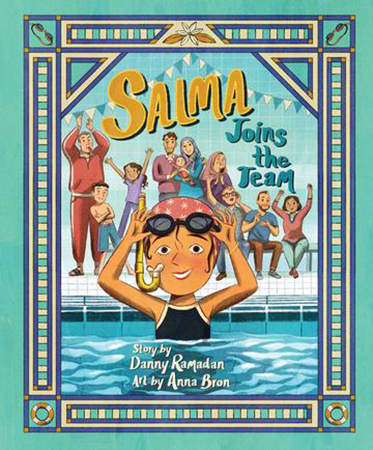 SALMA
Joins
the
Team
Story by
Danny Ramadan
Art by Anna Bron